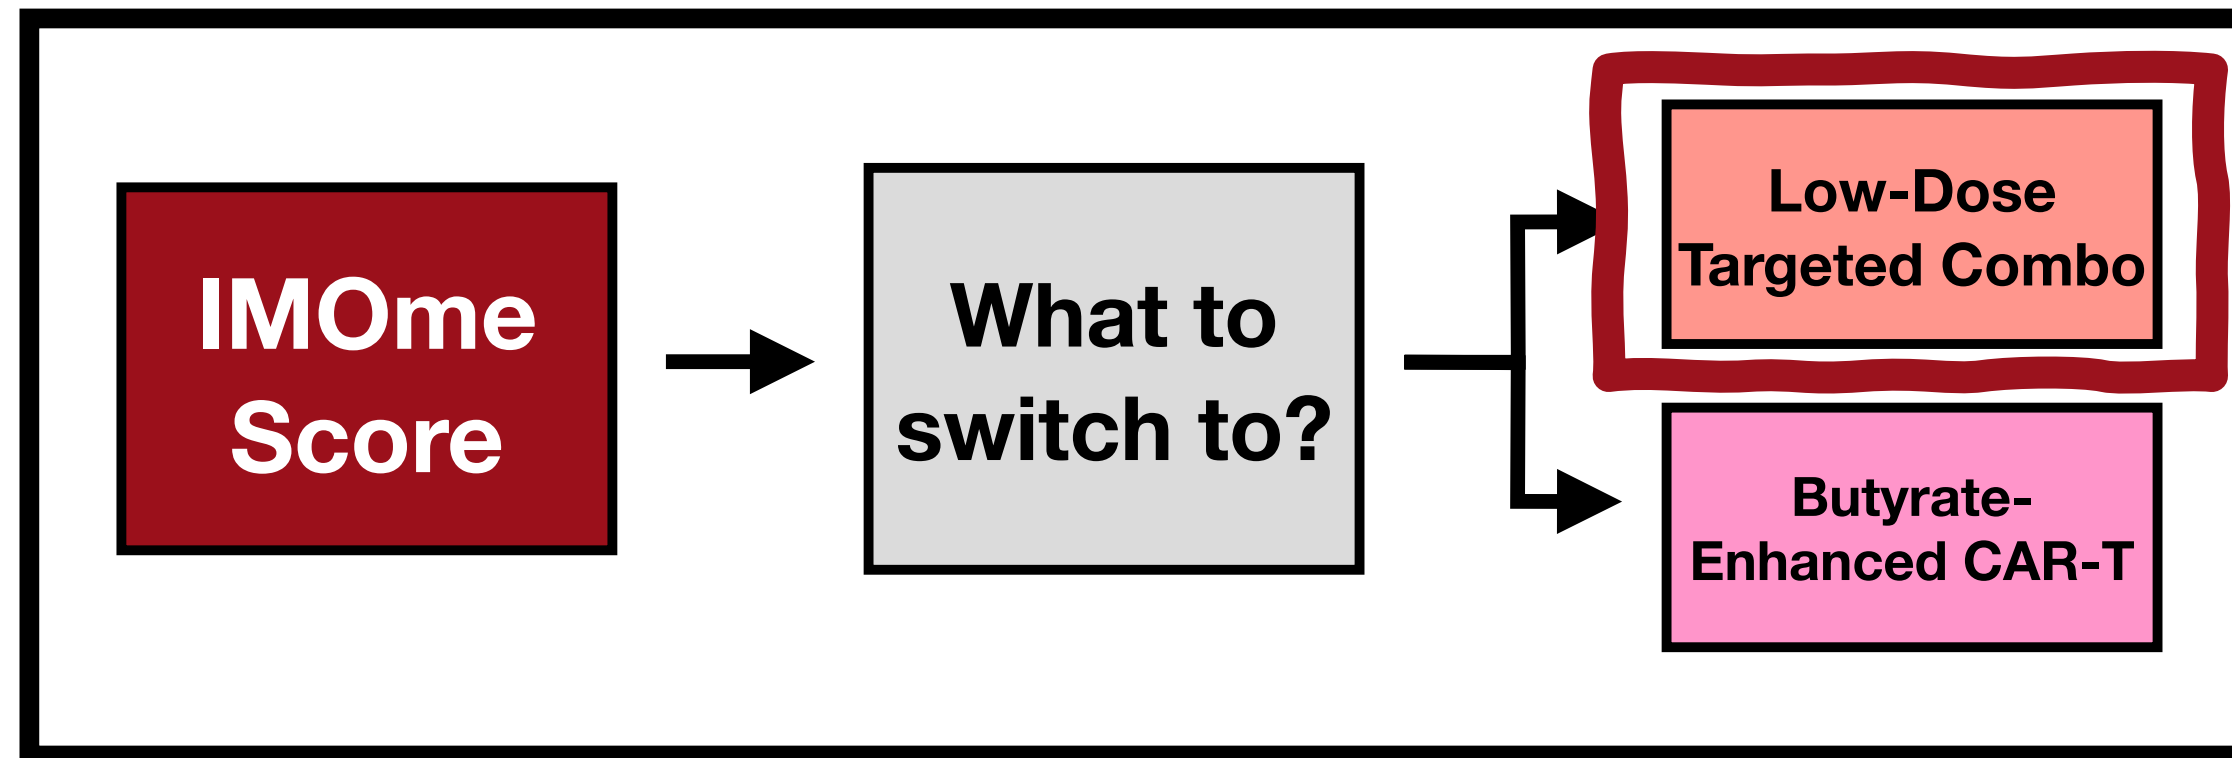 IMOme
Score
What to
switch to?
Low-Dose
Targeted Combo
Butyrate-
Enhanced CAR-T